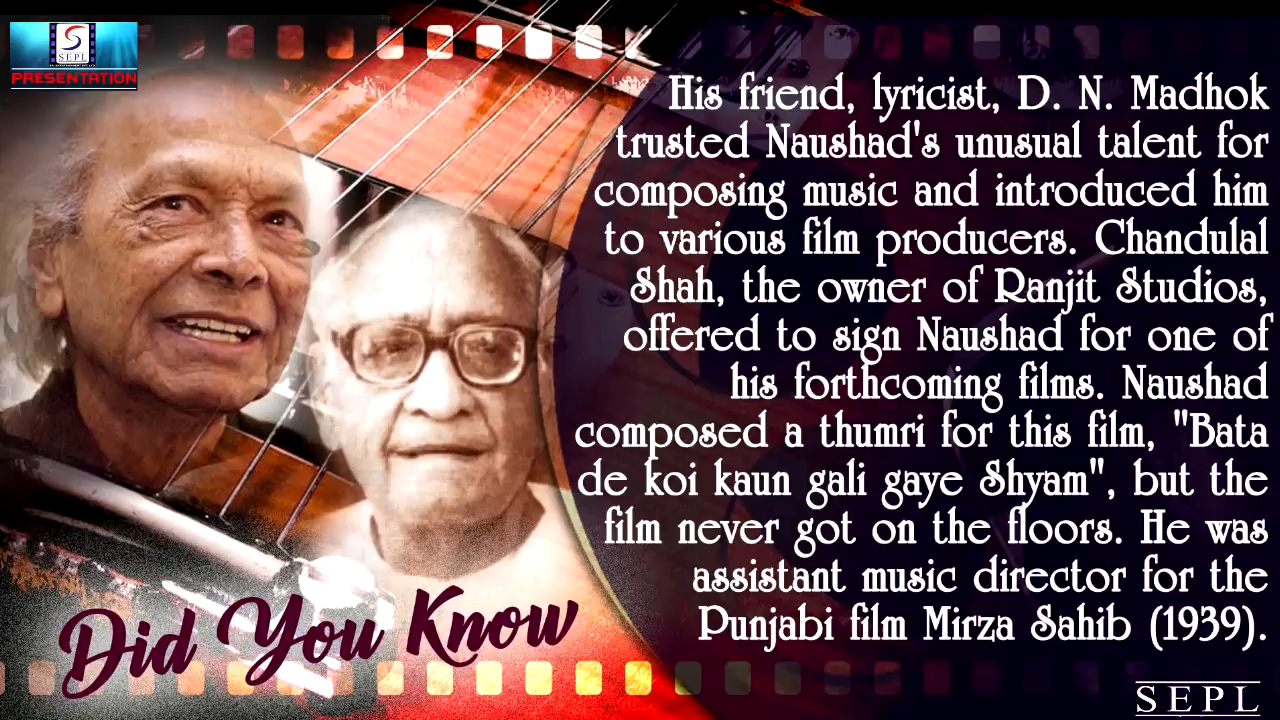 SEPL
PRESENTATION
His friend, lyricist, D. N. Madhok
trusted Naushad's unusual talent for
composing music and introduced him
to various film producers. Chandulal
Shah, the owner of Ranjit Studios,
offered to sign Naushad for one of
his forthcoming films. Naushad
composed a thumri for this film, "Bata
de koi kaun gali gaye Shyam", but the
film never got on the floors. He was
assistant music director for the
Punjabi film Mirza Sahib (1939).
Did You Know
SEPL